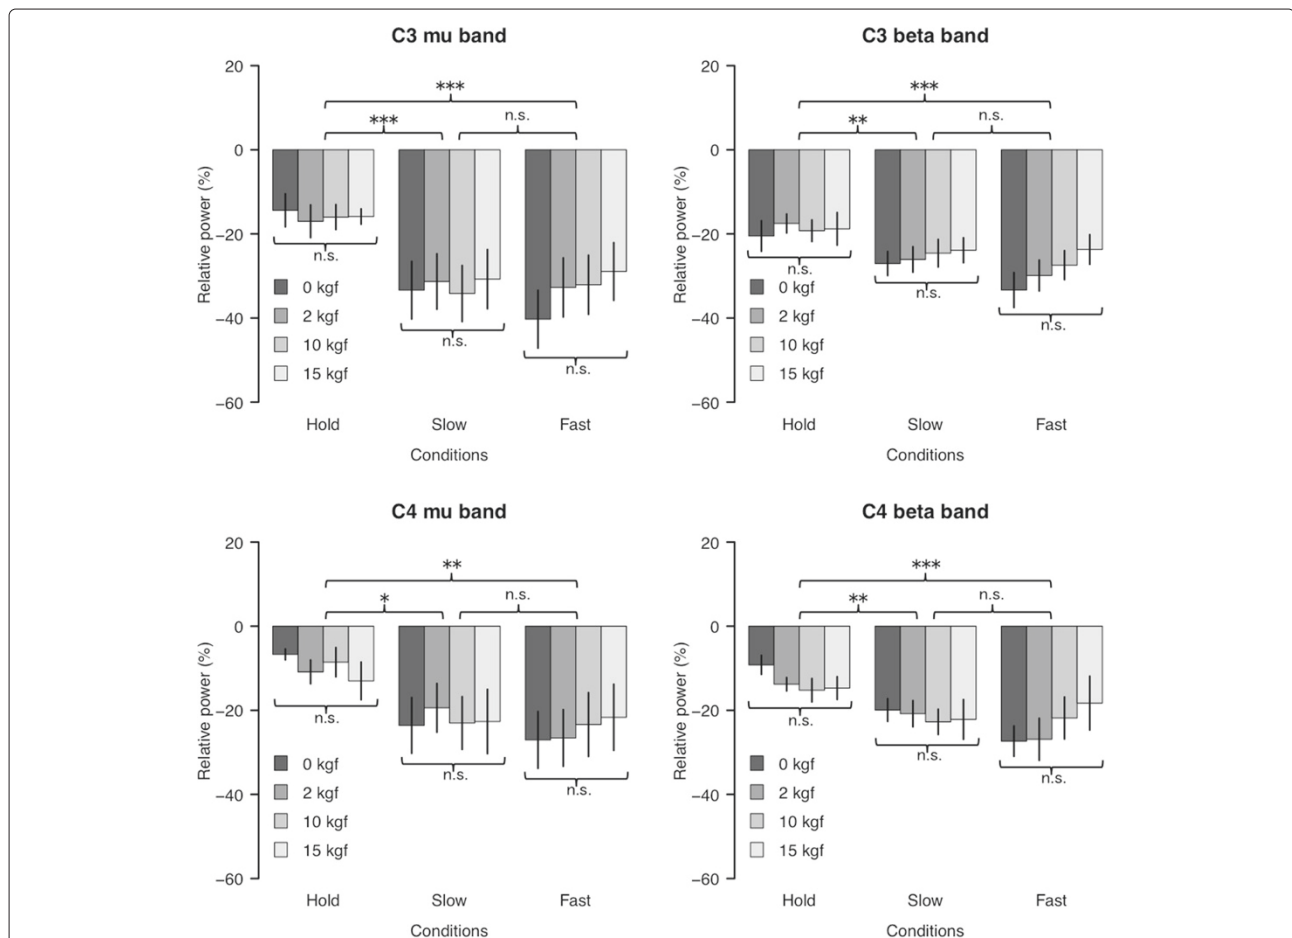 C3 mu band
20
0
−20
−40
−60
Relative power (%)
***
***
n.s.
n.s.
n.s.
n.s.
0 kgf
2 kgf
10 kgf
15 kgf
Hold Slow Fast
Conditions
C3 beta band
20
0
−20
−40
−60
Relative power (%)
***
**
n.s.
n.s.
n.s.
n.s.
0 kgf
2 kgf
10 kgf
15 kgf
Hold Slow Fast
Conditions
C4 mu band
20
0
−20
−40
−60
Relative power (%)
**
*
n.s.
n.s.
n.s.
n.s.
0 kgf
2 kgf
10 kgf
15 kgf
Hold Slow Fast
Conditions
C4 beta band
20
0
−20
−40
−60
Relative power (%)
***
**
n.s.
n.s.
n.s.
n.s.
0 kgf
2 kgf
10 kgf
15 kgf
Hold Slow Fast
Conditions